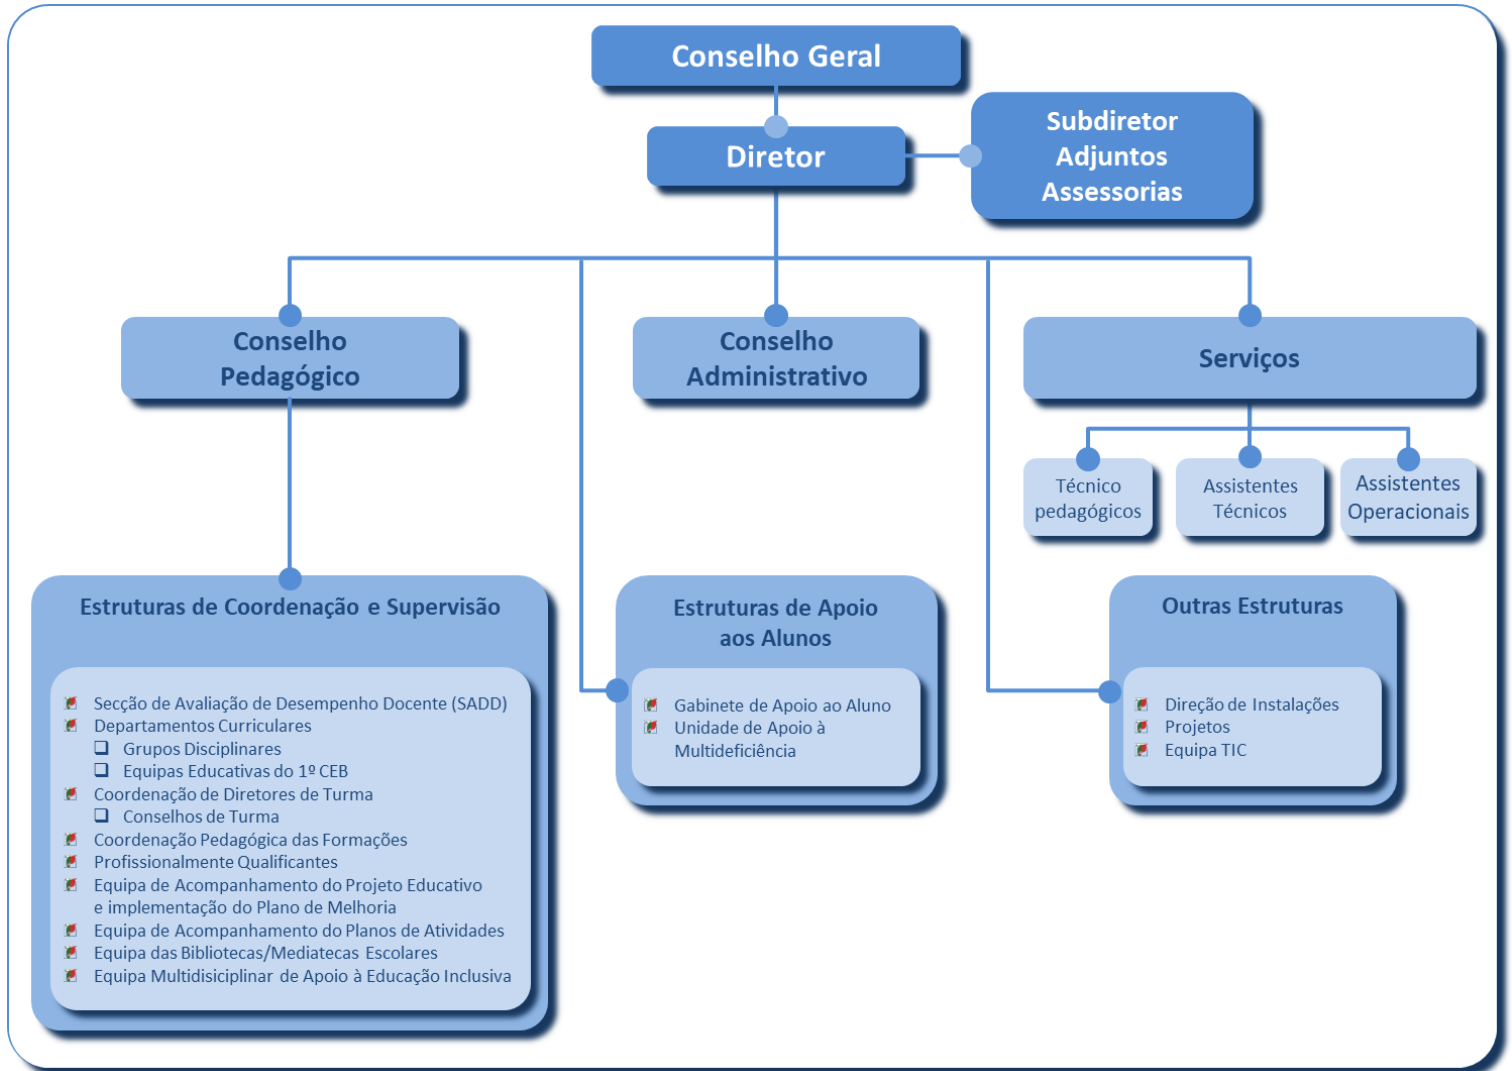 Conselho Geral
Diretor
Subdiretor
Adjuntos
Assessorias
Conselho
Pedagógico
Conselho
Administrativo
Serviços
Técnico
pedagógicos
Assistentes
Técnicos
Assistentes
Operacionais
Estruturas de Coordenação e Supervisão
Secção de Avaliação de Desempenho Docente (SADD)
Departamentos Curriculares
Grupos Disciplinares
Equipas Educativas do 1º CEB
Coordenação de Diretores de Turma
Conselhos de Turma
Coordenação Pedagógica das Formações
Profissionalmente Qualificantes
Equipa de Acompanhamento do Projeto Educativo
e implementação do Plano de Melhoria
Equipa de Acompanhamento do Planos de Atividades
Equipa das Bibliotecas/Mediatecas Escolares
Equipa Multidisiciplinar de Apoio à Educação Inclusiva
Estruturas de Apoio
aos Alunos
Gabinete de Apoio ao Aluno
Unidade de Apoio à
Multideficiência
Outras Estruturas
Direção de Instalações
Projetos
Equipa TIC